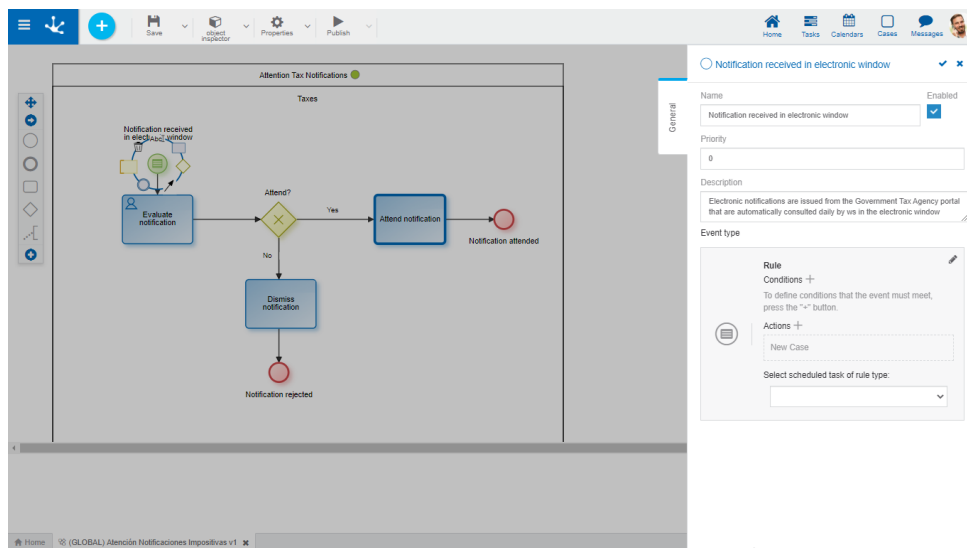 Save
object
inspector
Properties
Publish
Home
Tasks
Calendars
Cases
Messages
Attention Tax Notifications
Taxes
Notification received
in elect Abc window
Evaluate
notification
Attend?
Yes
No
Attend notification
Notification attended
Dismiss
notification
Notification rejected
General
Notification received in electronic window
Name
Enabled
Notification received in electronic window
Priority
0
Description
Electronic notifications are issued from the Government Tax Agency portal
that are automatically consulted daily by ws in the electronic window
Event type
Rule
Conditions +
To define conditions that the event must meet,
press the "+" button.
Actions +
New Case
Select scheduled task of rule type:
Home
(GLOBAL) Atención Notificaciones Impositivas v1